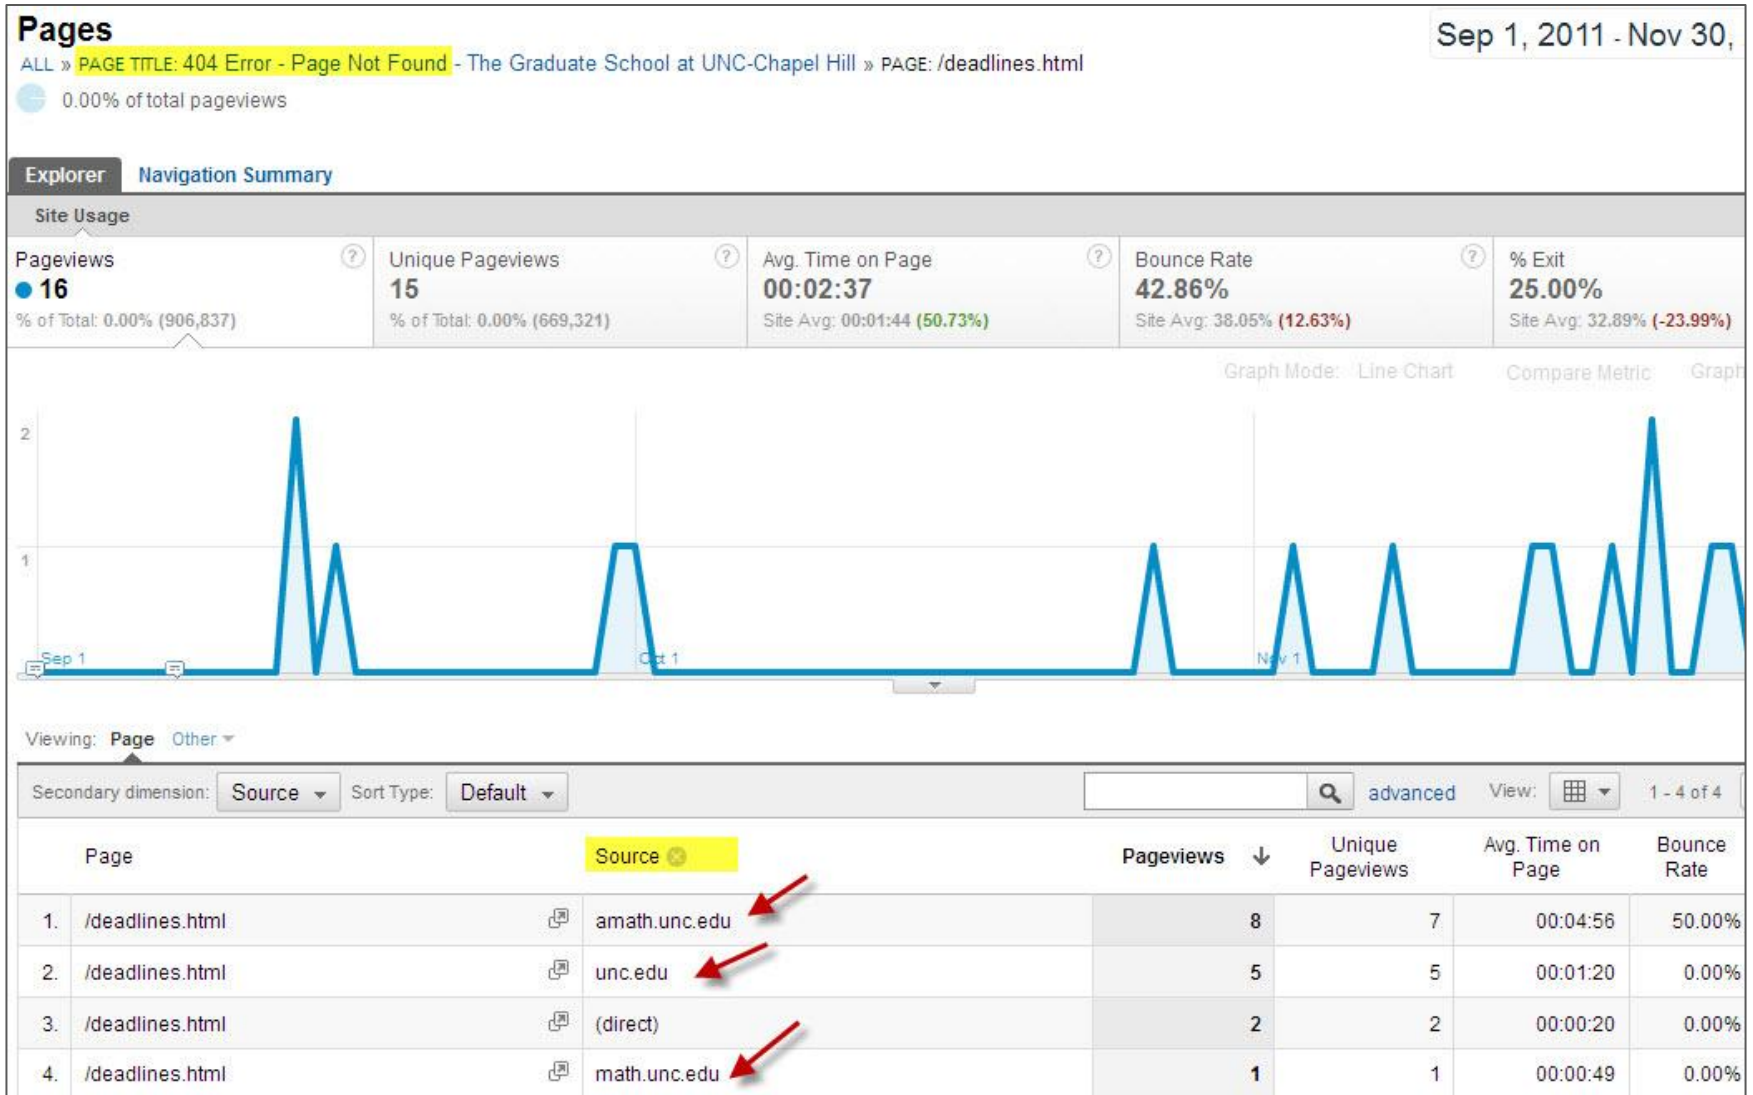 Pages
Sep 1, 2011 - Nov 30,
ALL » PAGE TITLE: 404 Error - Page Not Found - The Graduate School at UNC-Chapel Hill » PAGE: /deadlines.html
0.00% of total pageviews
Explorer Navigation Summary
Site Usage
Pageviews ? Unique Pageviews ? Avg. Time on Page ? Bounce Rate ? % Exit
16 15 00:02:37 42.86% 25.00%
% of Total: 0.00% (906,837) % of Total: 0.00% (669,321) Site Avg: 00:01:44 (50.73%) Site Avg: 38.05% (12.63%) Site Avg: 32.89% (-23.99%)
Graph Mode: Line Chart Compare Metric Graph
2
1
Sep 1 Oct 1 Nov 1
Viewing: Page Other
Secondary dimension: Source Sort Type: Default advanced View: 1 - 4 of 4
Page Source Pageviews Unique Pageviews Avg. Time on Page Bounce Rate
1. /deadlines.html amath.unc.edu 8 7 00:04:56 50.00%
2. /deadlines.html unc.edu 5 5 00:01:20 0.00%
3. /deadlines.html (direct) 2 2 00:00:20 0.00%
4. /deadlines.html math.unc.edu 1 1 00:00:49 0.00%